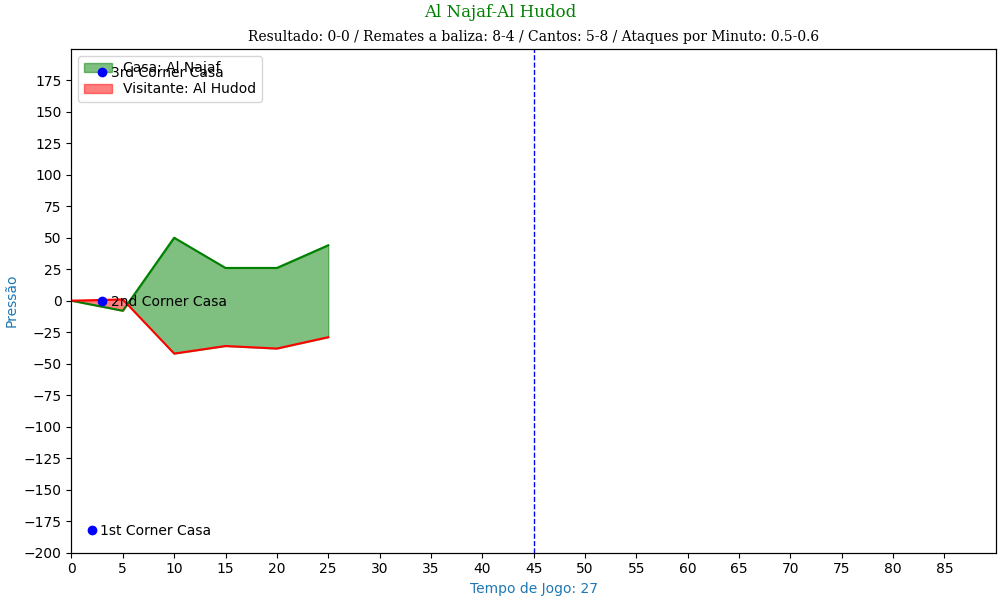 Al Najaf-Al Hudod
Resultado: 0-0 / Remates a baliza: 8-4 / Cantos: 5-8 / Ataques por Minuto: 0.5-0.6
Casa: Al Najaf
3rd Corner Casa
Visitante: Al Hudod
2nd Corner Casa
1st Corner Casa
Pressão
175
150
125
100
75
50
25
0
−25
−50
−75
−100
−125
−150
−175
−200
0 5 10 15 20 25 30 35 40 45 50 55 60 65 70 75 80 85
Tempo de Jogo: 27